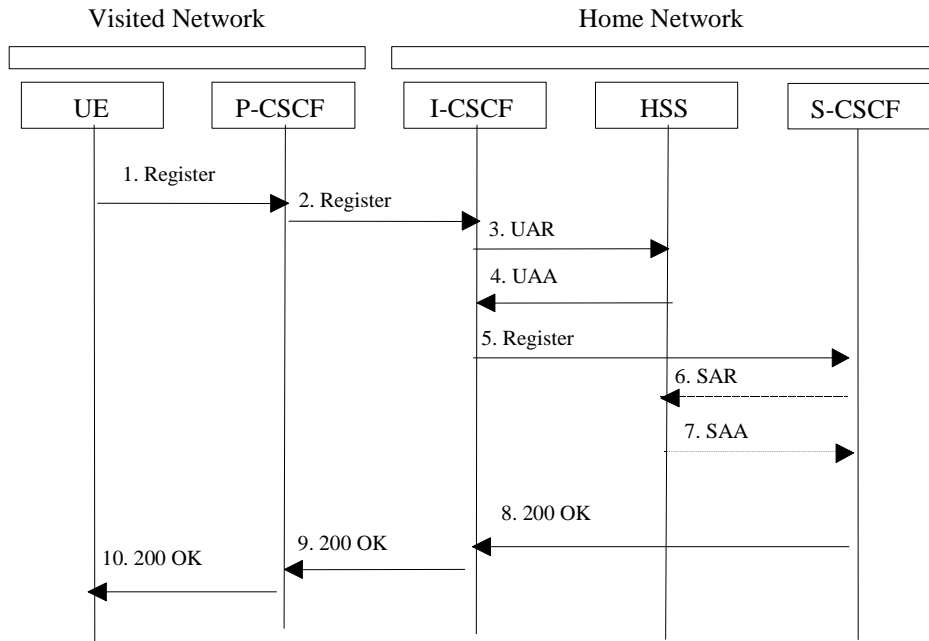 Visited Network
Home Network
UE
P-CSCF
I-CSCF
HSS
S-CSCF
1. Register
2. Register
3. UAR
4. UAA
5. Register
6. SAR
7. SAA
8. 200 OK
9. 200 OK
10. 200 OK